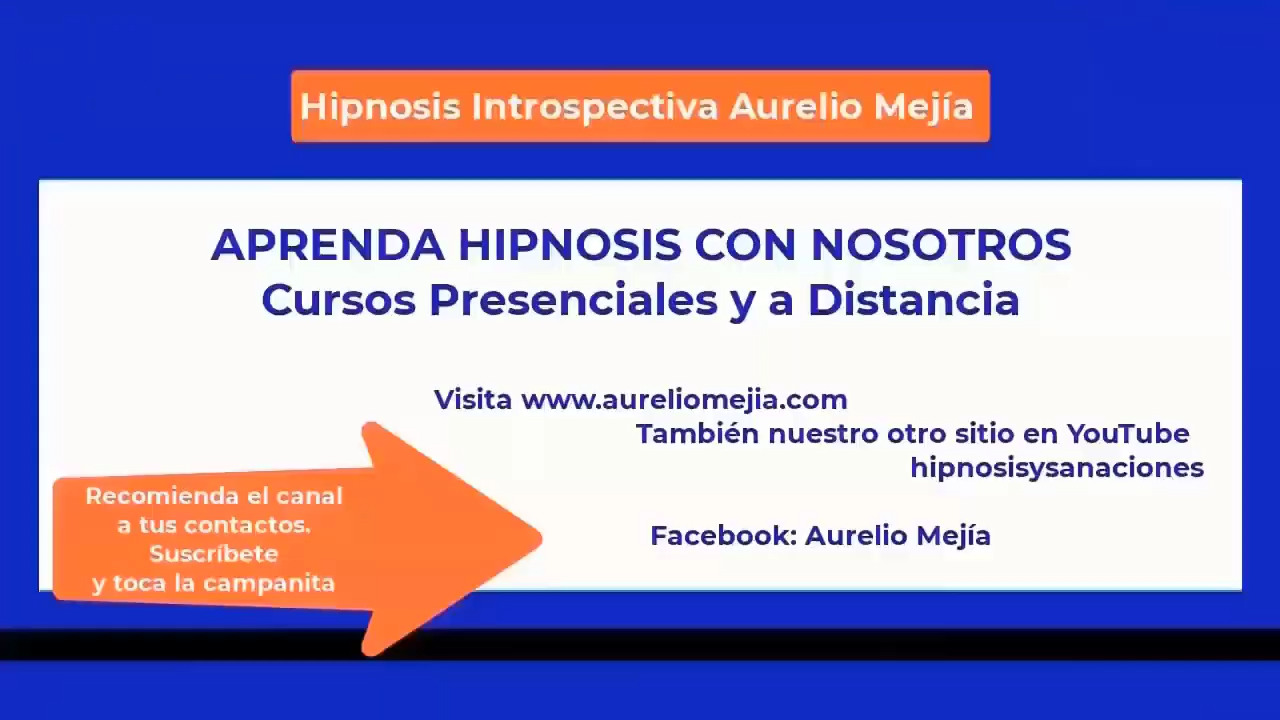 Hipnosis Introspectiva Aurelio Mejía
APRENDA HIPNOSIS CON NOSOTROS
Cursos Presenciales y a Distancia
Visita www.aureliomejia.com
También nuestro otro sitio en YouTube
hipnosisysanaciones
Facebook: Aurelio Mejía
Recomienda el canal
a tus contactos.
Suscríbete
y toca la campanita